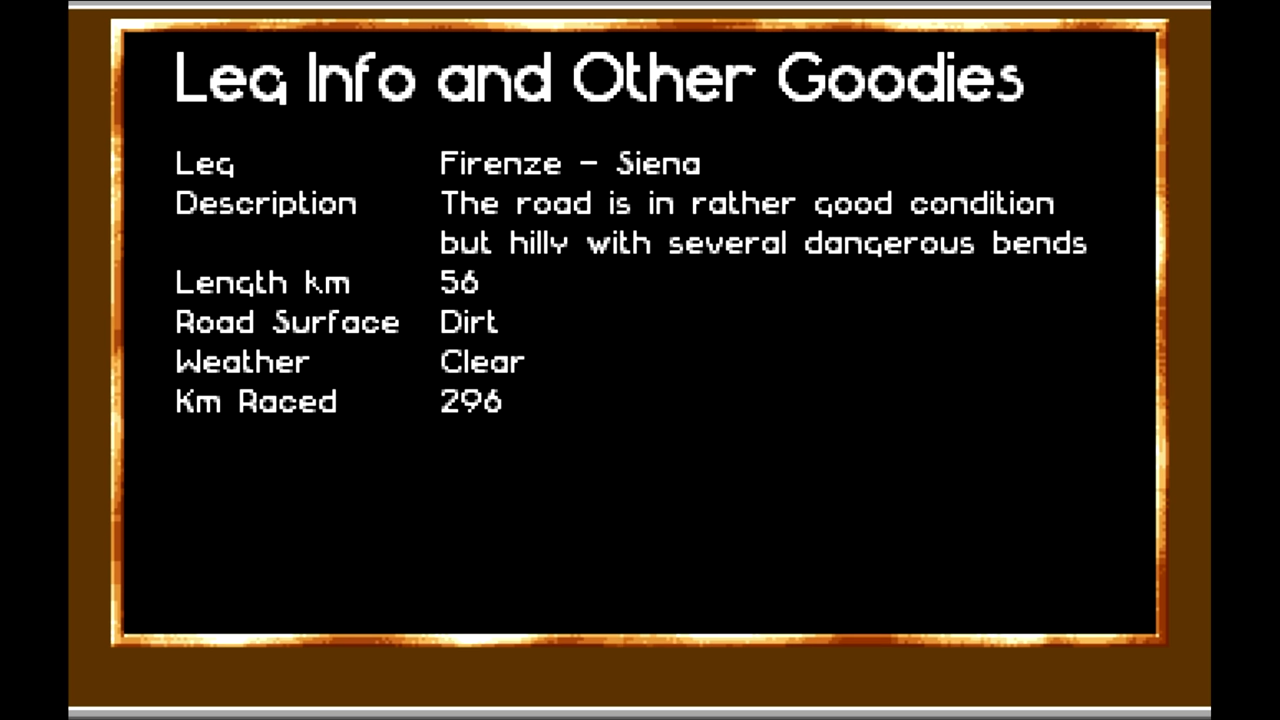 Leg Info and Other Goodies
Leg Firenze - Siena
Description The road is in rather good condition
but hilly with several dangerous bends
Length km 56
Road Surface Dirt
Weather Clear
Km Raced 296